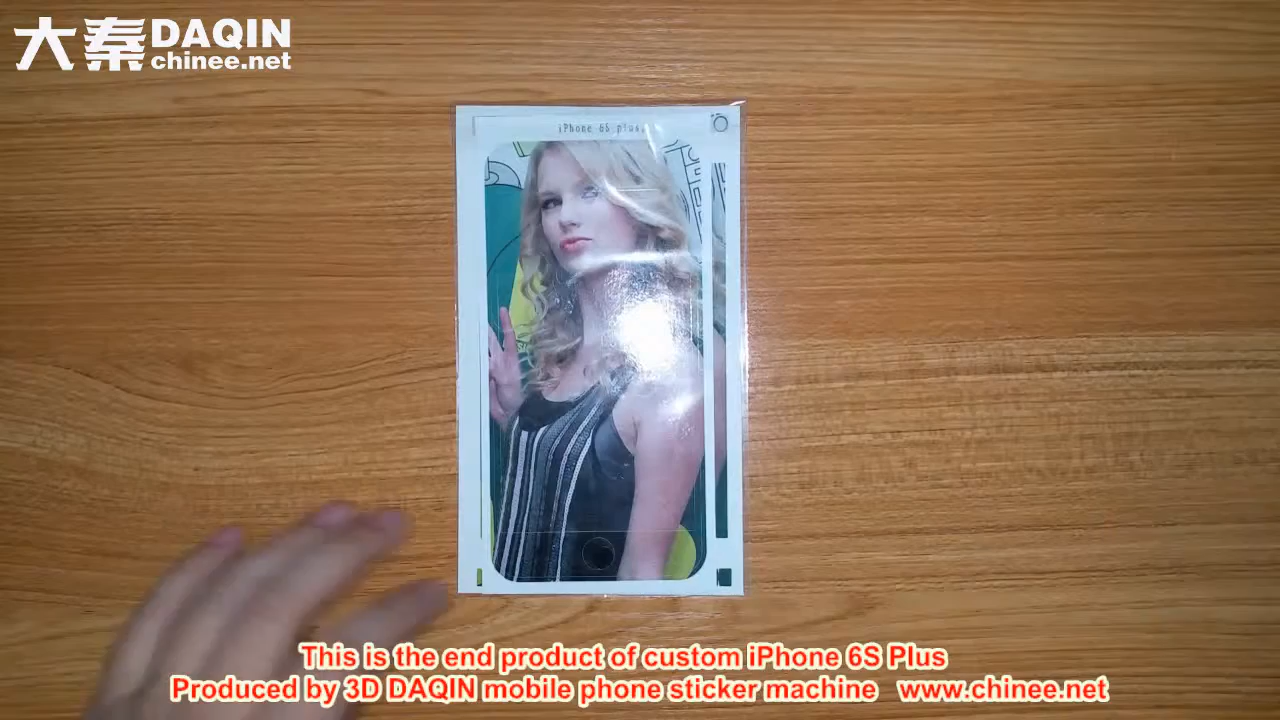 大秦 DAQIN
chinee.net
iPhone 6S plus
This is the end product of custom iPhone 6S Plus
Produced by 3D DAQIN mobile phone sticker machine www.chinee.net